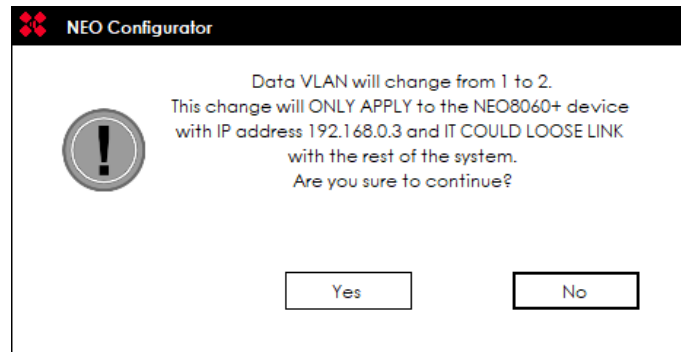 NEO Configurator
Data VLAN will change from 1 to 2.
This change will ONLY APPLY to the NEO8060+ device
with IP address 192.168.0.3 and IT COULD LOOSE LINK
with the rest of the system.
Are you sure to continue?
Yes
No